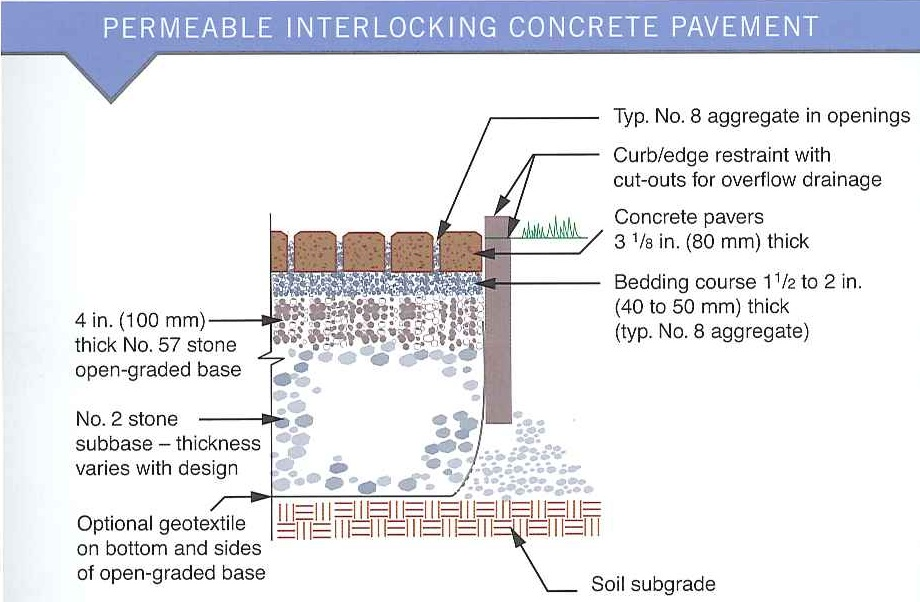 PERMEABLE INTERLOCKING CONCRETE PAVEMENT
Typ. No. 8 aggregate in openings
Curb/edge restraint with
cut-outs for overflow drainage
Concrete pavers
3 1/8 in. (80 mm) thick
Bedding course 1 1/2 to 2 in.
(40 to 50 mm) thick
(typ. No. 8 aggregate)
4 in. (100 mm)
thick No. 57 stone
open-graded base
No. 2 stone
subbase – thickness
varies with design
Optional geotextile
on bottom and sides
of open-graded base
Soil subgrade